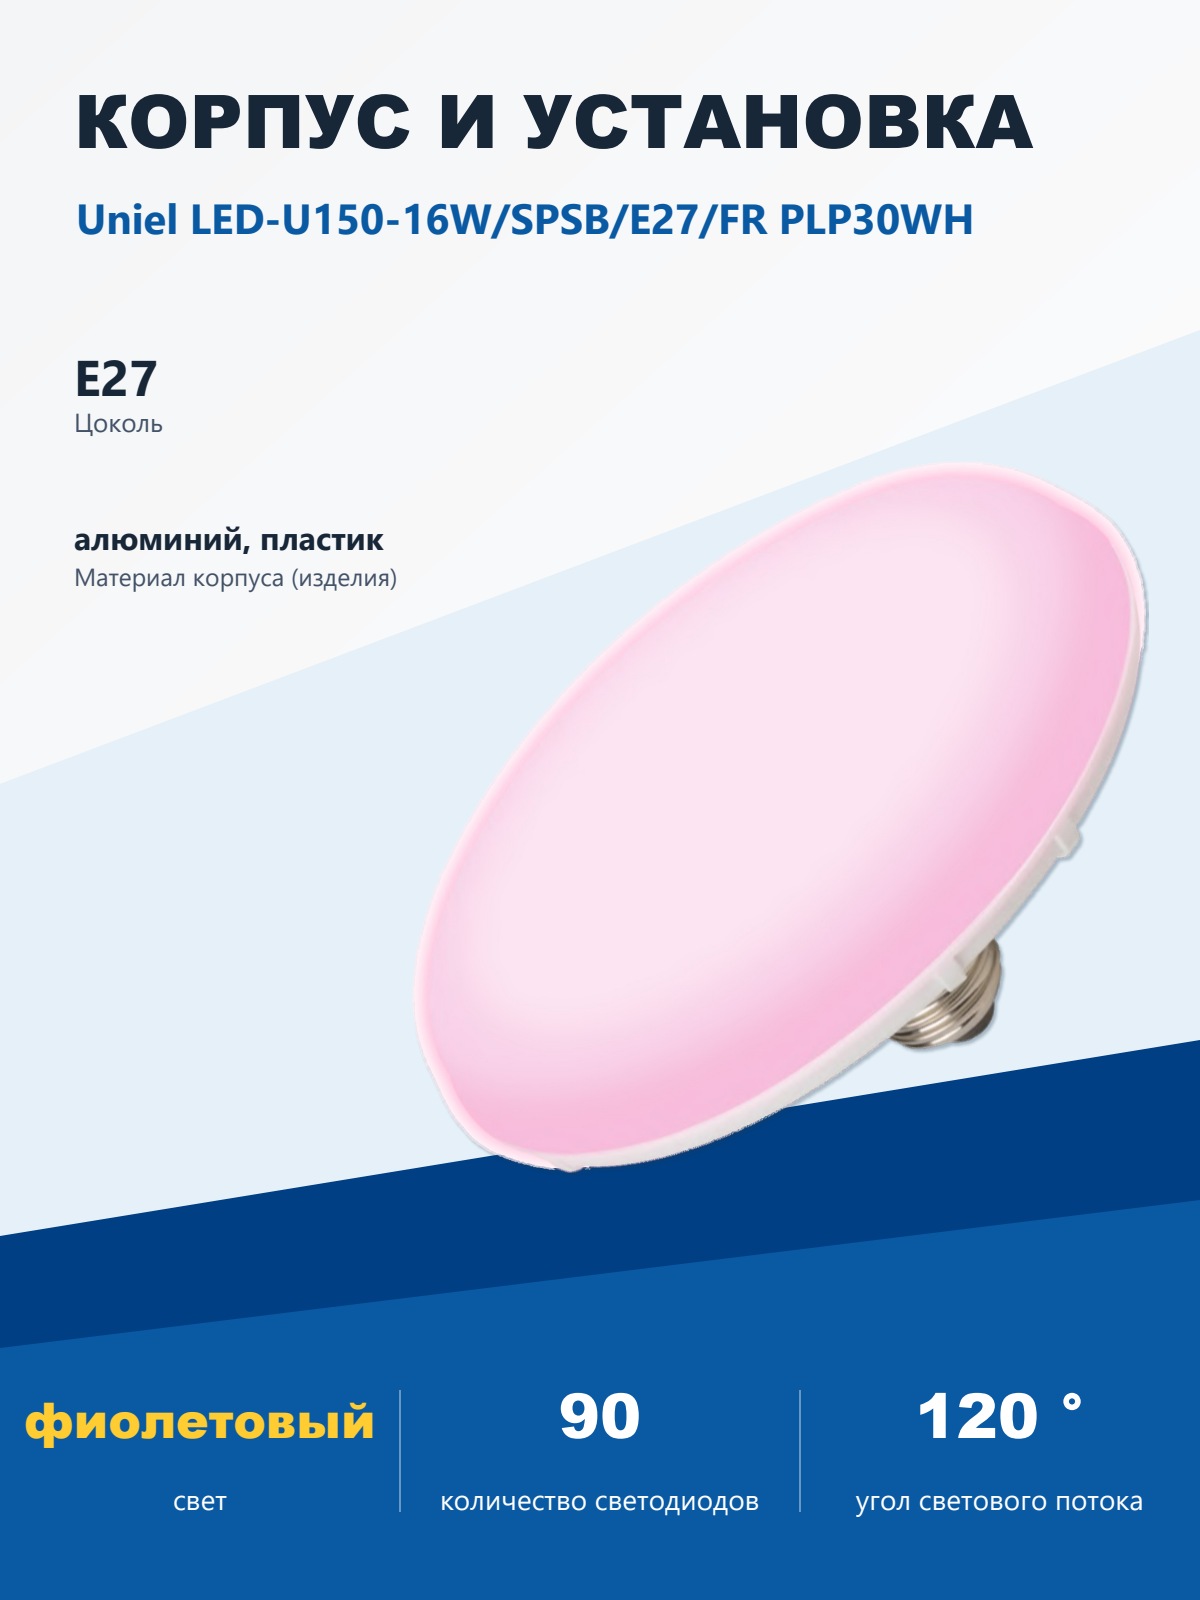 КОРПУС И УСТАНОВКА
Uniel LED-U150-16W/SPSB/E27/FR PLP30WH
E27
Цоколь
алюминий, пластик
Материал корпуса (изделия)
фиолетовый
свет
90
количество светодиодов
120 °
угол светового потока